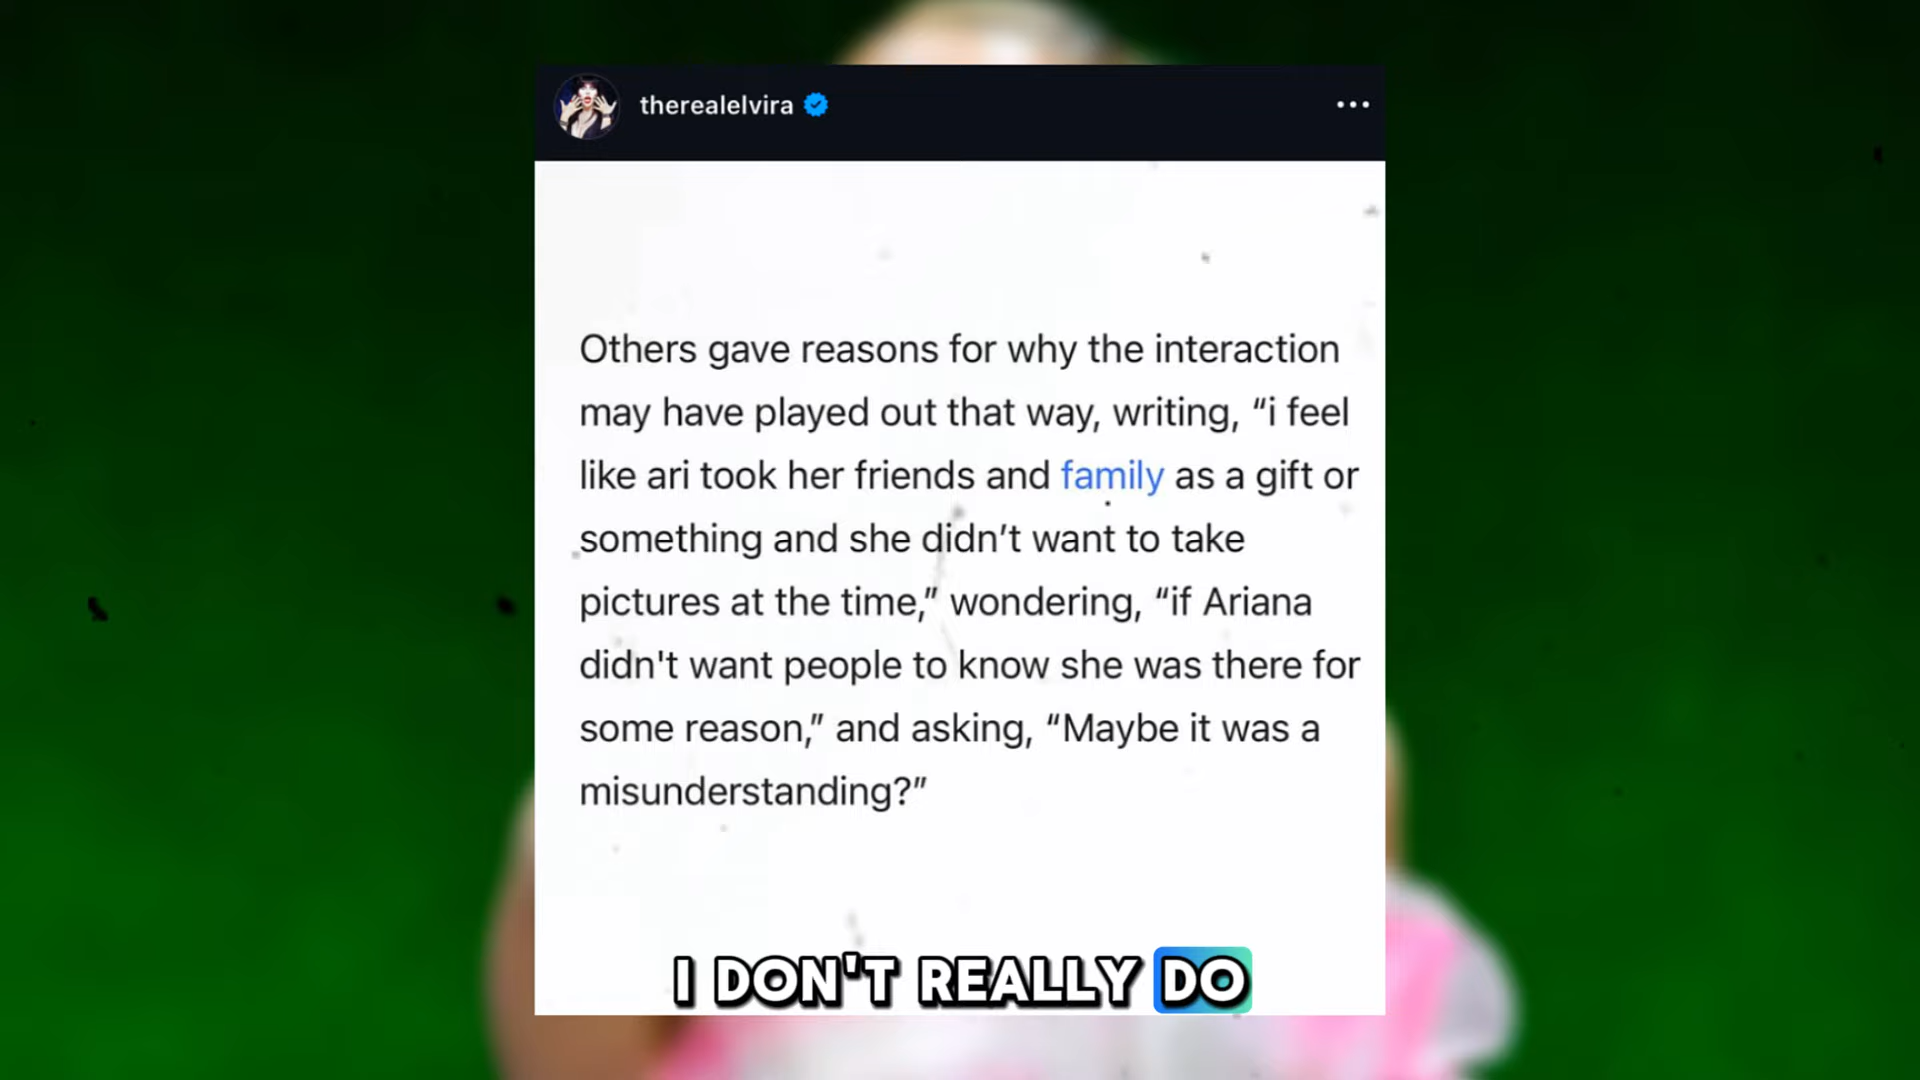 therealelvira
Others gave reasons for why the interaction
may have played out that way, writing, “i feel
like ari took her friends and family as a gift or
something and she didn’t want to take
pictures at the time,” wondering, “if Ariana
didn't want people to know she was there for
some reason,” and asking, “Maybe it was a
misunderstanding?”
I DON'T REALLY DO